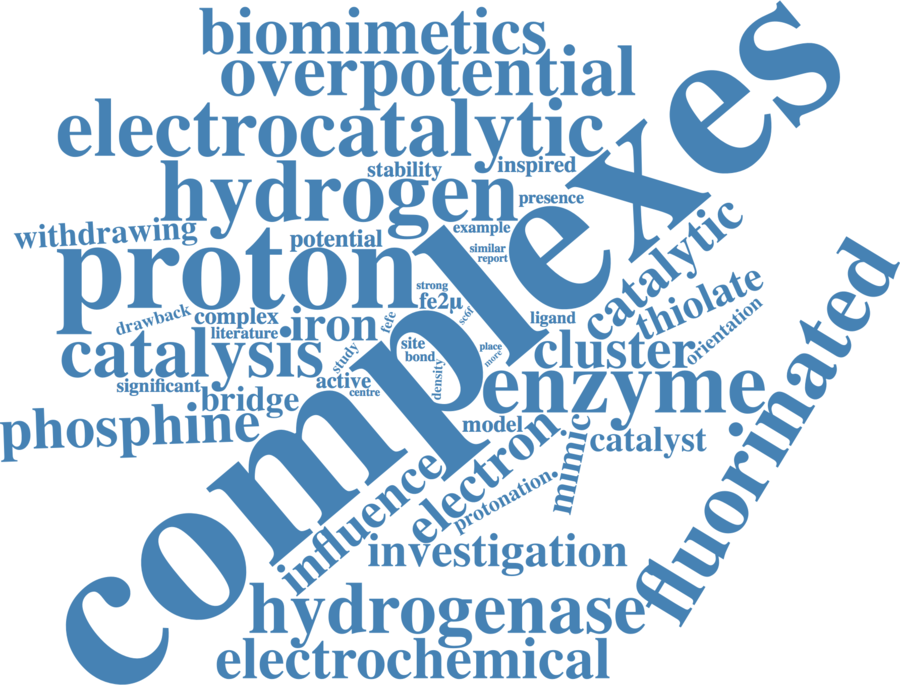 biomimetics
overpotential
electrocatalytic
stability
inspired
hydrogen
presence
withdrawing
potential
example
similar
report
proton
complexes
catalytic
strong
fe2μ
sc6f
drawback
complex
fefe
ligand
thiolate
literature
iron
orientation
catalysis
study
site
bond
place
more
cluster
significant
active
centre
density
enzyme
fluorinated
bridge
phosphine
model
electron
mimic
catalyst
influence
protonation.
investigation
hydrogenase
electrochemical